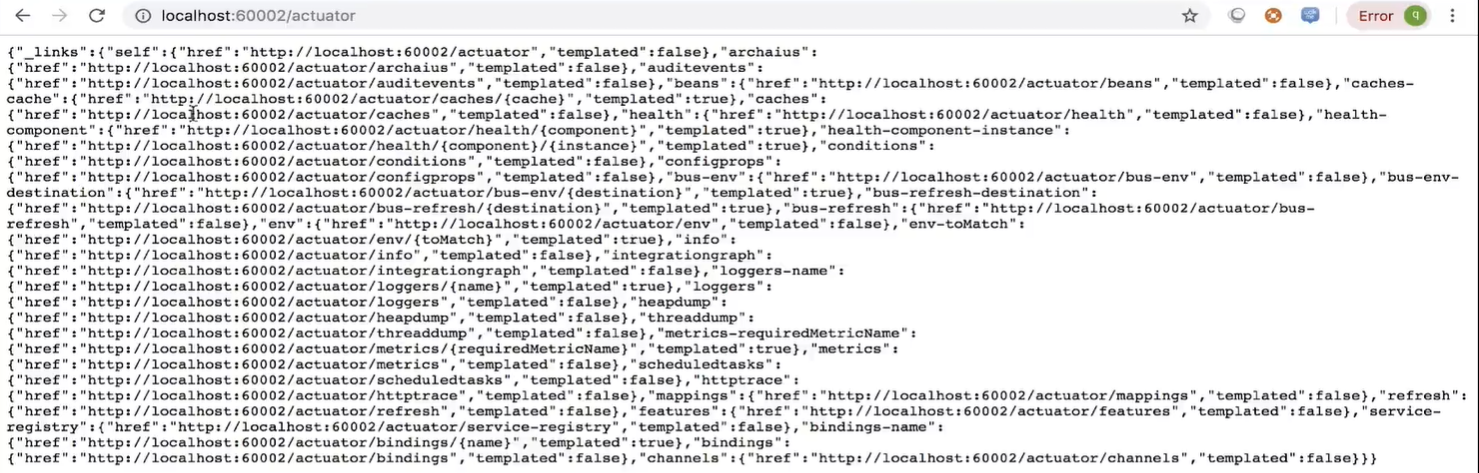 localhost:60002/actuator
Error q
{"_links":{"self":{"href":"http://localhost:60002/actuator","templated":false},"archaius":
{"href":"http://localhost:60002/actuator/archaius","templated":false},"auditevents":
{"href":"http://localhost:60002/actuator/auditevents","templated":false},"beans":{"href":"http://localhost:60002/actuator/beans","templated":false},"caches-
cache":{"href":"http://localhost:60002/actuator/caches/{cache}","templated":true},"caches":
{"href":"http://localhost:60002/actuator/caches","templated":false},"health":{"href":"http://localhost:60002/actuator/health","templated":false},"health-
component":{"href":"http://localhost:60002/actuator/health/{component}","templated":true},"health-component-instance":
{"href":"http://localhost:60002/actuator/health/{component}/{instance}","templated":true},"conditions":
{"href":"http://localhost:60002/actuator/conditions","templated":false},"configprops":
{"href":"http://localhost:60002/actuator/configprops","templated":false},"bus-env":{"href":"http://localhost:60002/actuator/bus-env","templated":false},"bus-env-
destination":{"href":"http://localhost:60002/actuator/bus-env/{destination}","templated":true},"bus-refresh-destination":
{"href":"http://localhost:60002/actuator/bus-refresh/{destination}","templated":true},"bus-refresh":{"href":"http://localhost:60002/actuator/bus-
refresh","templated":false},"env":{"href":"http://localhost:60002/actuator/env","templated":false},"env-toMatch":
{"href":"http://localhost:60002/actuator/env/{toMatch}","templated":true},"info":
{"href":"http://localhost:60002/actuator/info","templated":false},"integrationgraph":
{"href":"http://localhost:60002/actuator/integrationgraph","templated":false},"loggers-name":
{"href":"http://localhost:60002/actuator/loggers/{name}","templated":true},"loggers":
{"href":"http://localhost:60002/actuator/loggers","templated":false},"heapdump":
{"href":"http://localhost:60002/actuator/heapdump","templated":false},"threaddump":
{"href":"http://localhost:60002/actuator/threaddump","templated":false},"metrics-requiredMetricName":
{"href":"http://localhost:60002/actuator/metrics/{requiredMetricName}","templated":true},"metrics":
{"href":"http://localhost:60002/actuator/metrics","templated":false},"scheduledtasks":
{"href":"http://localhost:60002/actuator/scheduledtasks","templated":false},"httptrace":
{"href":"http://localhost:60002/actuator/httptrace","templated":false},"mappings":{"href":"http://localhost:60002/actuator/mappings","templated":false},"refresh":
{"href":"http://localhost:60002/actuator/refresh","templated":false},"features":{"href":"http://localhost:60002/actuator/features","templated":false},"service-
registry":{"href":"http://localhost:60002/actuator/service-registry","templated":false},"bindings-name":
{"href":"http://localhost:60002/actuator/bindings/{name}","templated":true},"bindings":
{"href":"http://localhost:60002/actuator/bindings","templated":false},"channels":{"href":"http://localhost:60002/actuator/channels","templated":false}}}